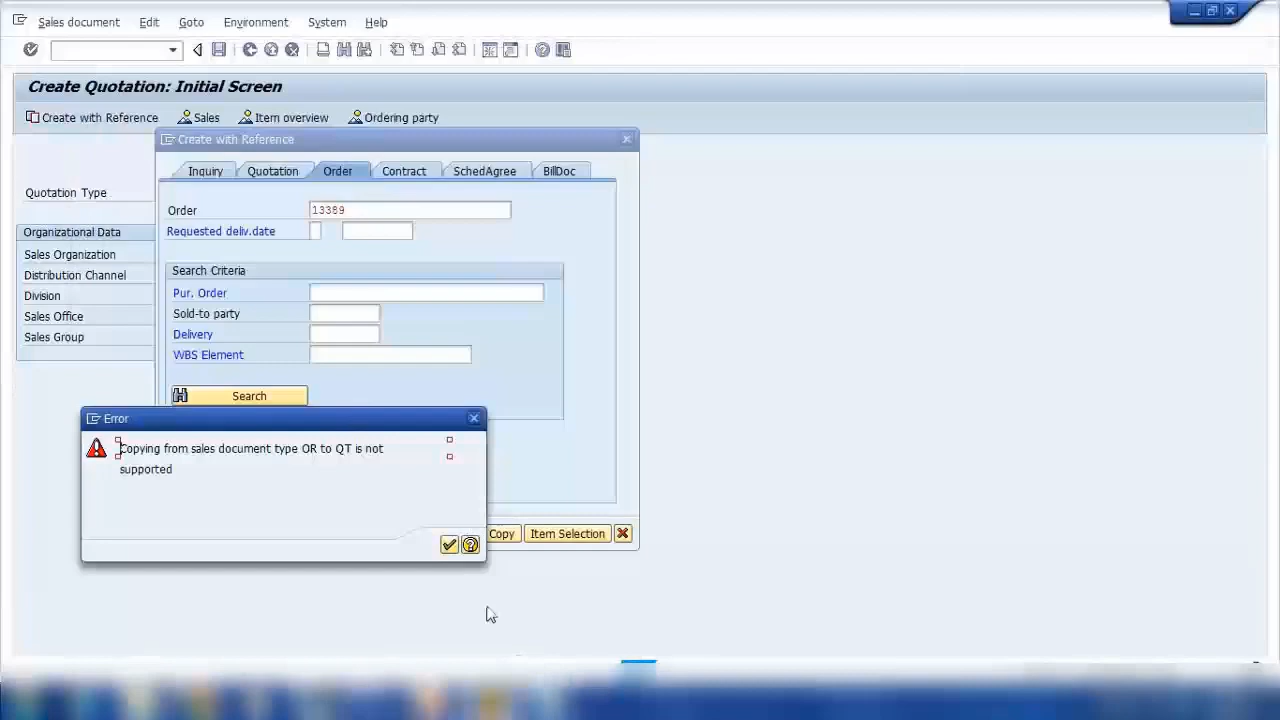 Sales document Edit Goto Environment System Help
Create Quotation: Initial Screen
Create with Reference Sales Item overview Ordering party
Create with Reference
Inquiry Quotation Order Contract SchedAgree BillDoc
Quotation Type
Order 13389
Requested deliv.date
Organizational Data
Sales Organization
Distribution Channel
Division
Sales Office
Sales Group
Search Criteria
Pur. Order
Sold-to party
Delivery
WBS Element
Search
Error
Copying from sales document type OR to QT is not
supported
Copy Item Selection